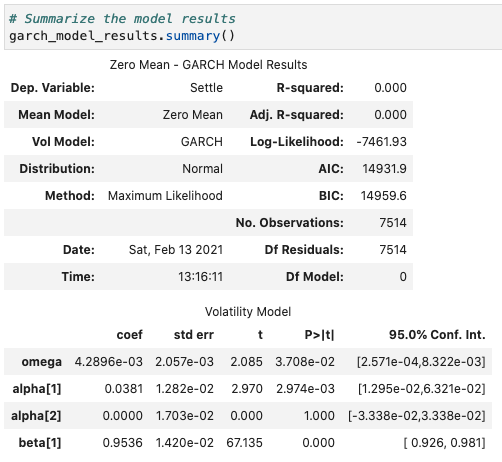 # Summarize the model results
garch_model_results.summary()
Zero Mean - GARCH Model Results
Dep. Variable: Settle R-squared: 0.000
Mean Model: Zero Mean Adj. R-squared: 0.000
Vol Model: GARCH Log-Likelihood: -7461.93
Distribution: Normal AIC: 14931.9
Method: Maximum Likelihood BIC: 14959.6
No. Observations: 7514
Date: Sat, Feb 13 2021 Df Residuals: 7514
Time: 13:16:11 Df Model: 0
Volatility Model
coef std err t P>|t| 95.0% Conf. Int.
omega 4.2896e-03 2.057e-03 2.085 3.708e-02 [2.571e-04,8.322e-03]
alpha[1] 0.0381 1.282e-02 2.970 2.974e-03 [1.295e-02,6.321e-02]
alpha[2] 0.0000 1.703e-02 0.000 1.000 [-3.338e-02,3.338e-02]
beta[1] 0.9536 1.420e-02 67.135 0.000 [ 0.926, 0.981]